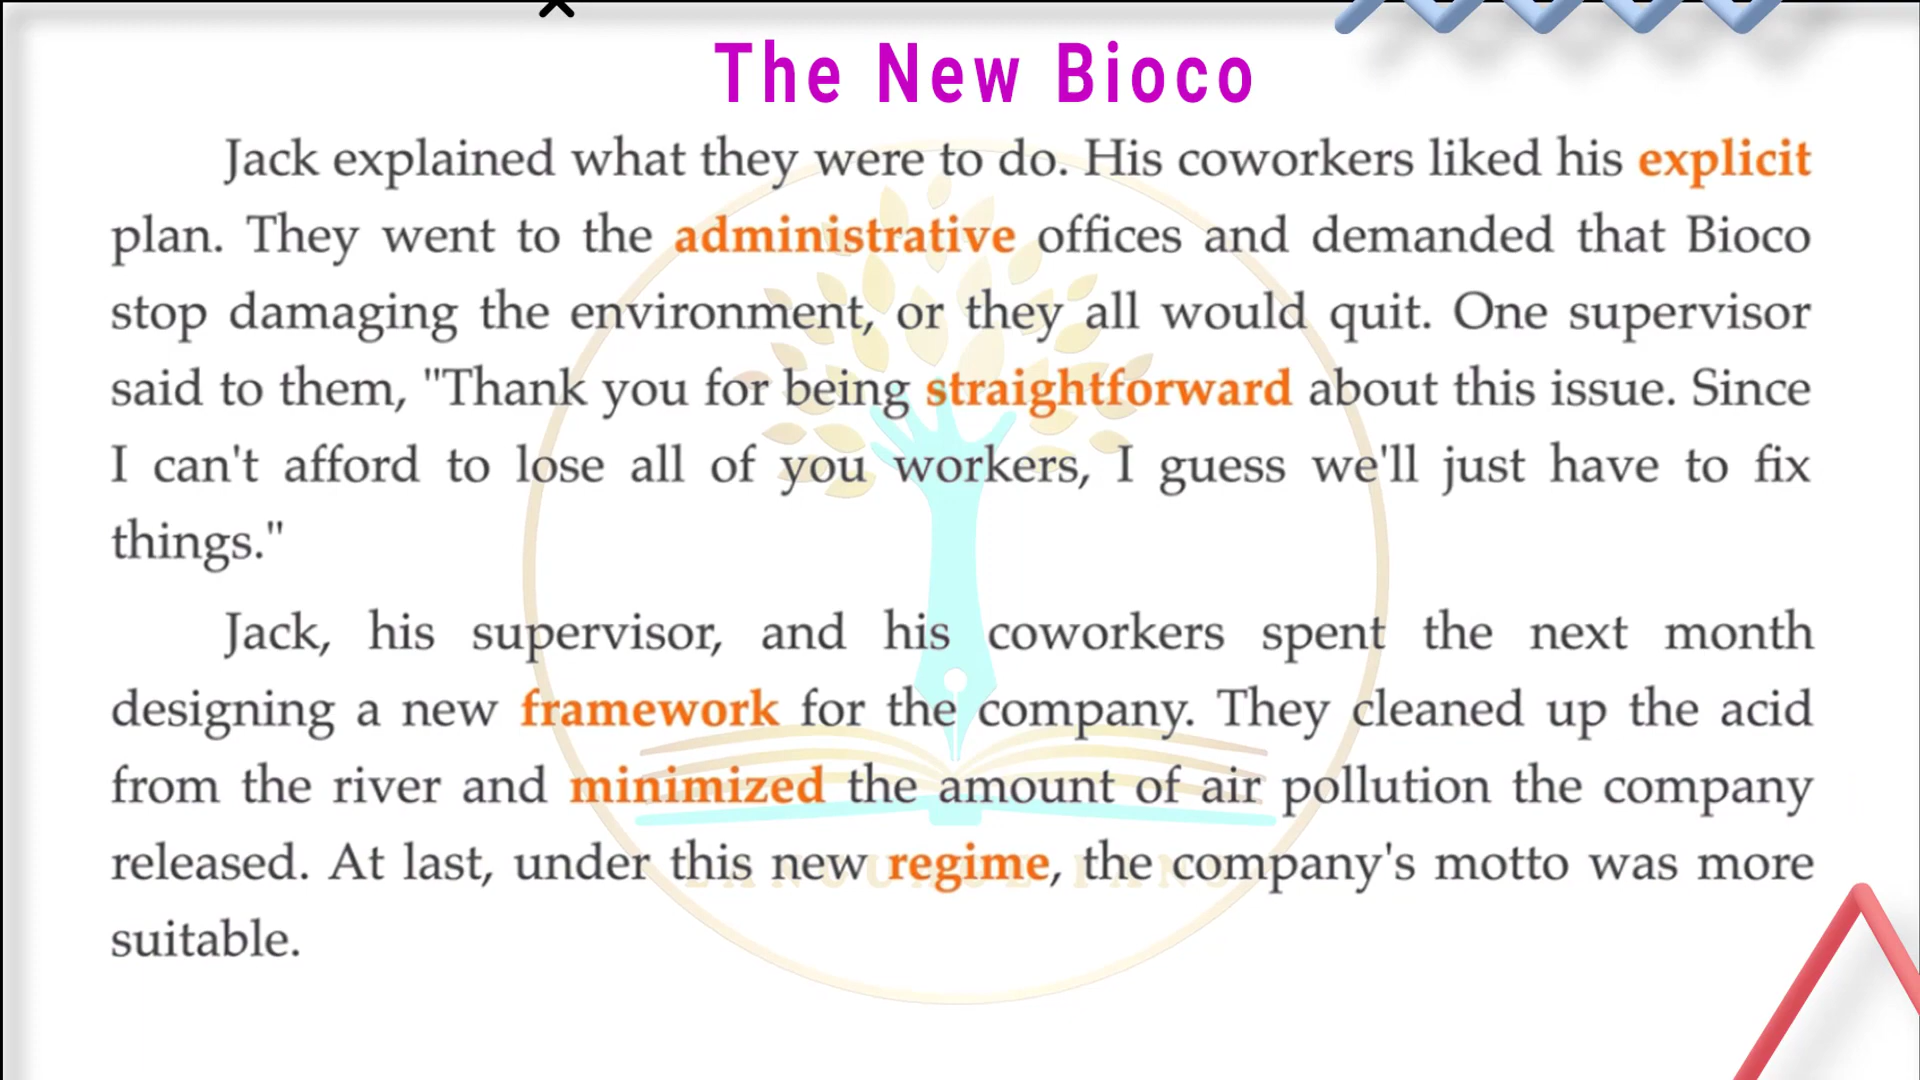 The New Bioco
Jack explained what they were to do. His coworkers liked his explicit
plan. They went to the administrative offices and demanded that Bioco
stop damaging the environment, or they all would quit. One supervisor
said to them, "Thank you for being straightforward about this issue. Since
I can't afford to lose all of you workers, I guess we'll just have to fix
things."
Jack, his supervisor, and his coworkers spent the next month
designing a new framework for the company. They cleaned up the acid
from the river and minimized the amount of air pollution the company
released. At last, under this new regime, the company's motto was more
suitable.